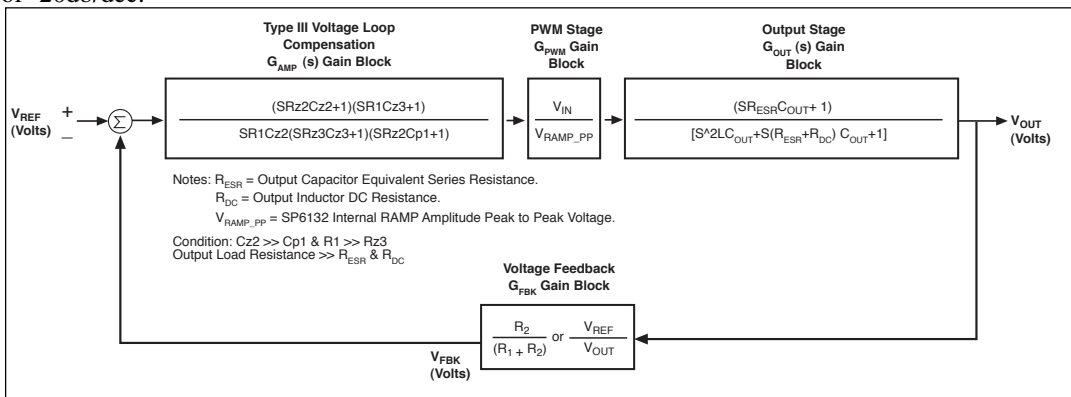 Type III Voltage Loop
Compensation
G_AMP (s) Gain Block
PWM Stage
G_PWM Gain
Block
Output Stage
G_OUT (s) Gain
Block
V_REF
(Volts)
+
–
Σ
(SRz2Cz2+1)(SR1Cz3+1)
SR1Cz2(SRz3Cz3+1)(SRz2Cp1+1)
V_IN
V_RAMP_PP
(SR_ESRC_OUT+ 1)
[S^2LC_OUT+S(R_ESR+R_DC) C_OUT+1]
V_OUT
(Volts)
Notes: R_ESR = Output Capacitor Equivalent Series Resistance.
R_DC = Output Inductor DC Resistance.
V_RAMP_PP = SP6132 Internal RAMP Amplitude Peak to Peak Voltage.
Condition: Cz2 >> Cp1 & R1 >> Rz3
Output Load Resistance >> R_ESR & R_DC
Voltage Feedback
G_FBK Gain Block
R_2
(R_1 + R_2)
or
V_REF
V_OUT
V_FBK
(Volts)